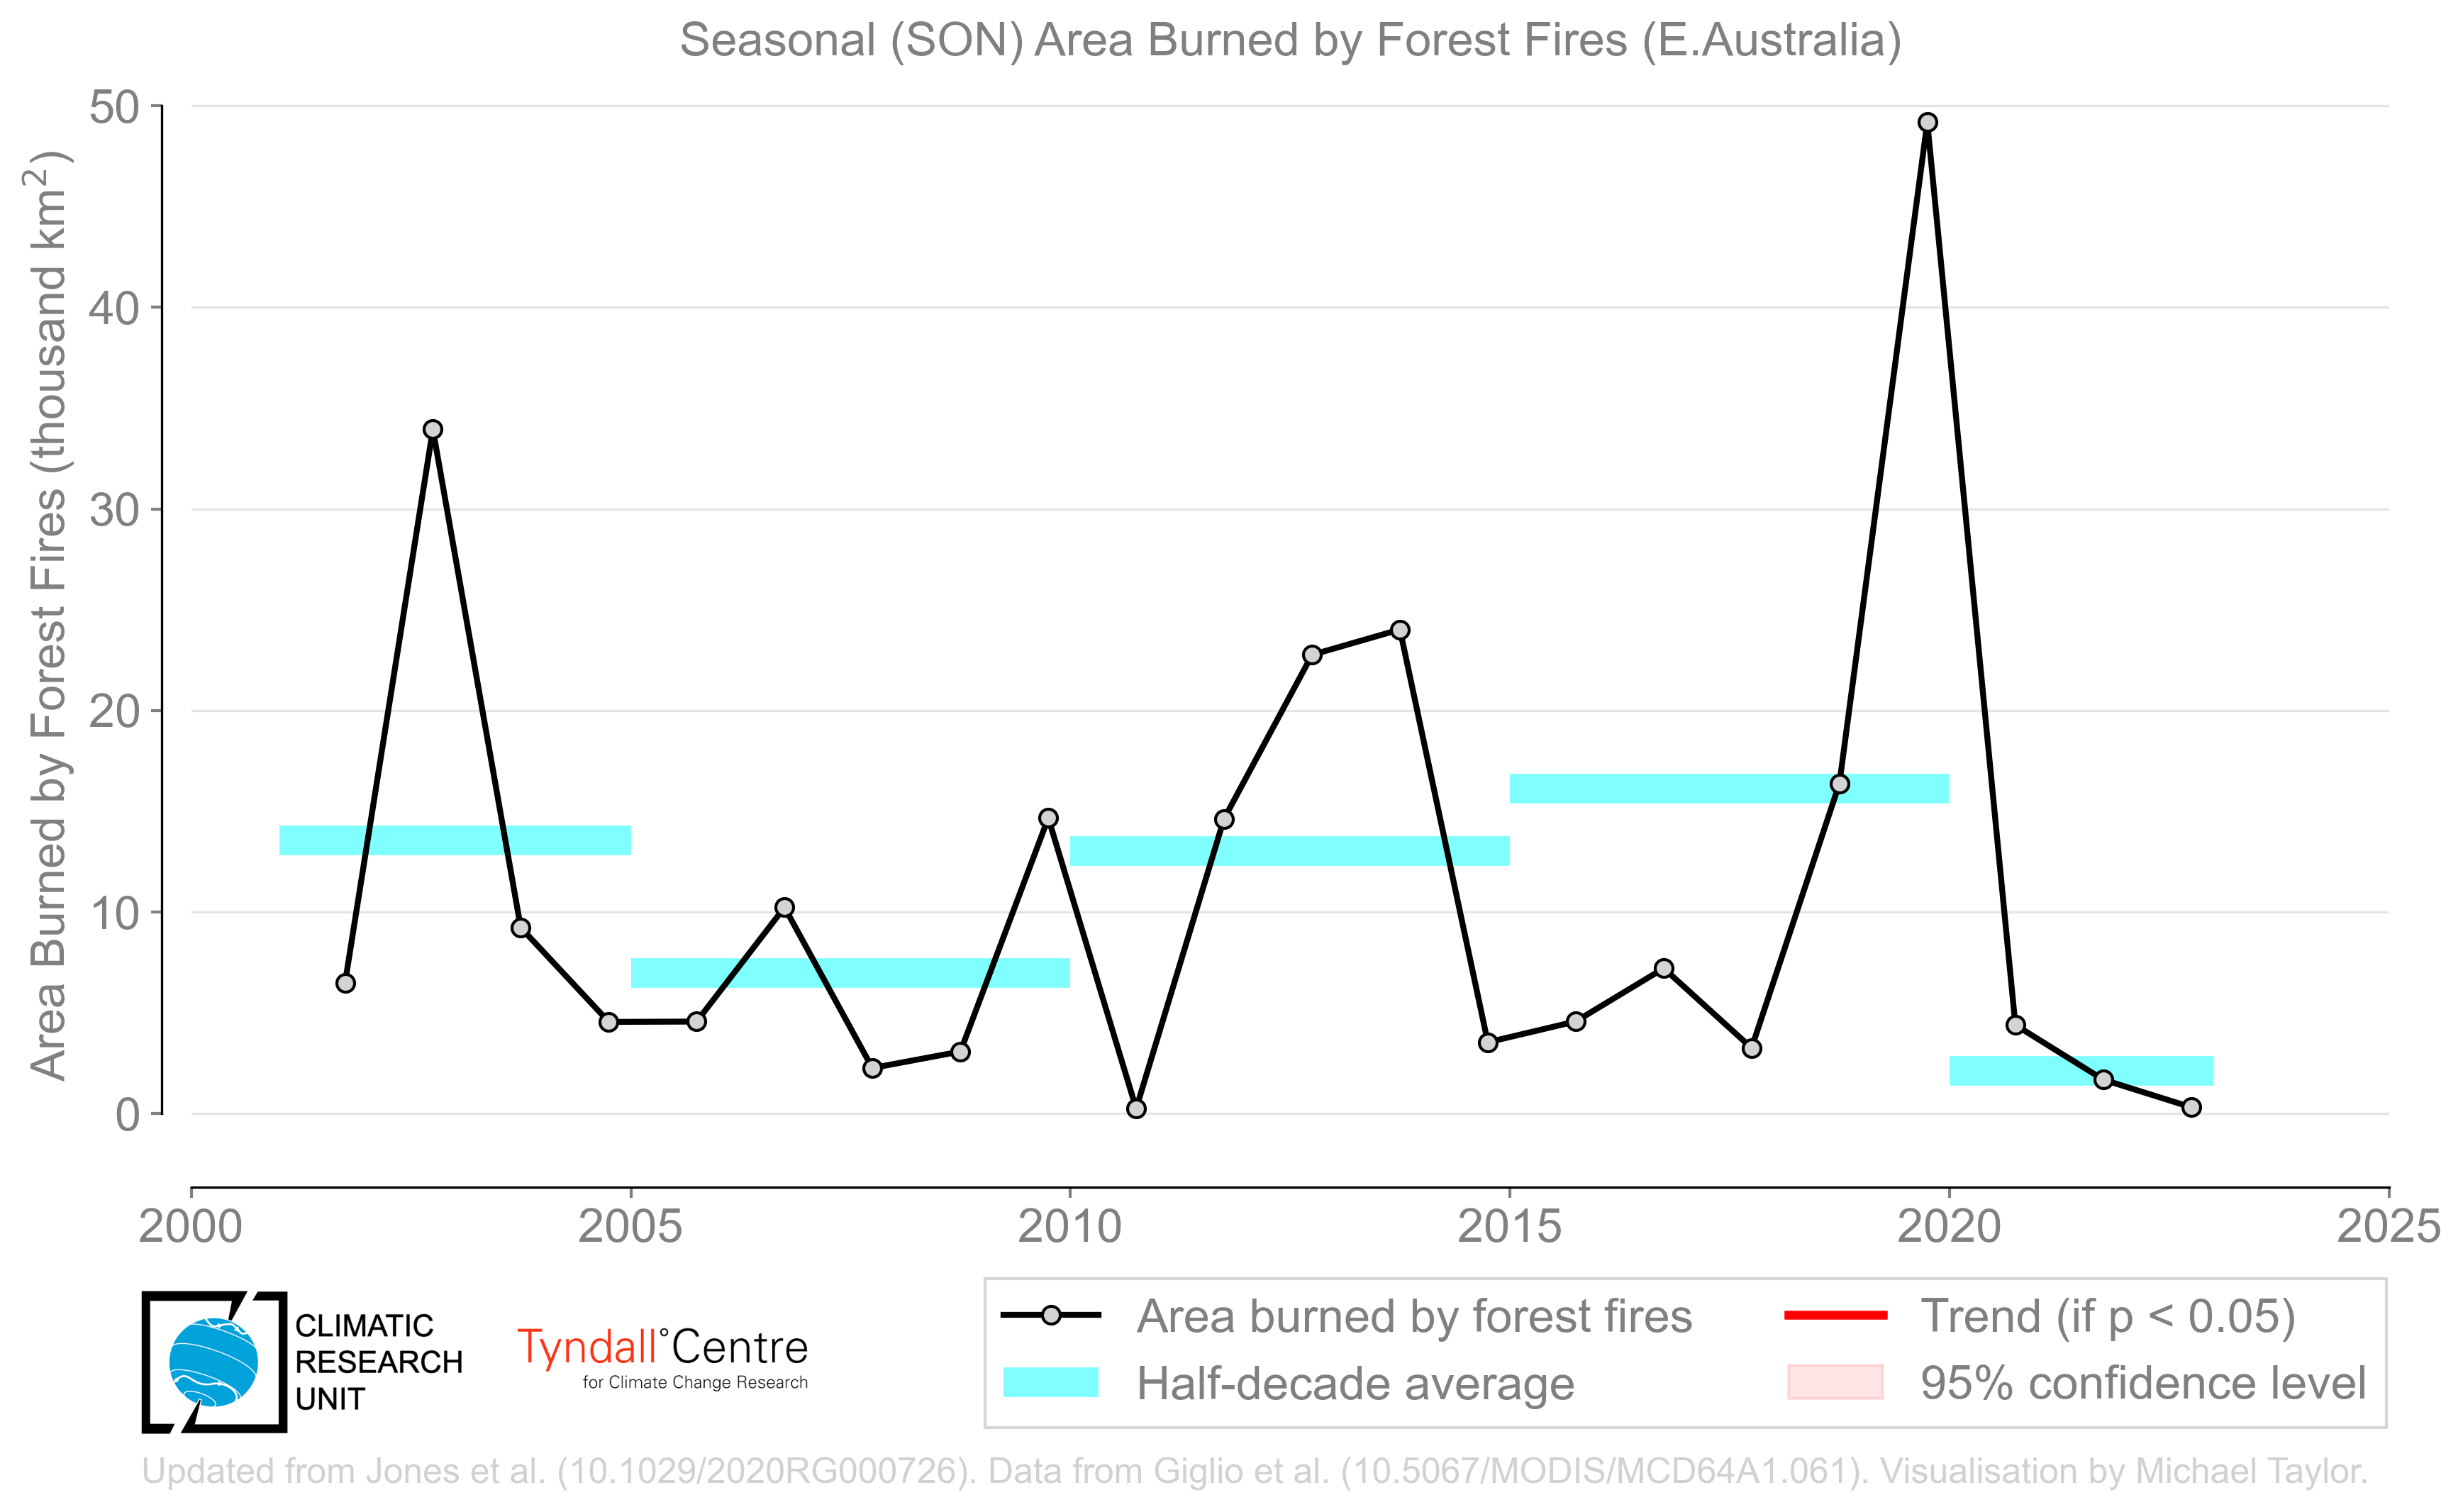 Seasonal (SON) Area Burned by Forest Fires (E.Australia)
Area Burned by Forest Fires (thousand km²)
50
40
30
20
10
0
2000 2005 2010 2015 2020 2025
CLIMATIC
RESEARCH
UNIT
Tyndall°Centre
for Climate Change Research
Area burned by forest fires
Half-decade average
Trend (if p < 0.05)
95% confidence level
Updated from Jones et al. (10.1029/2020RG000726). Data from Giglio et al. (10.5067/MODIS/MCD64A1.061). Visualisation by Michael Taylor.